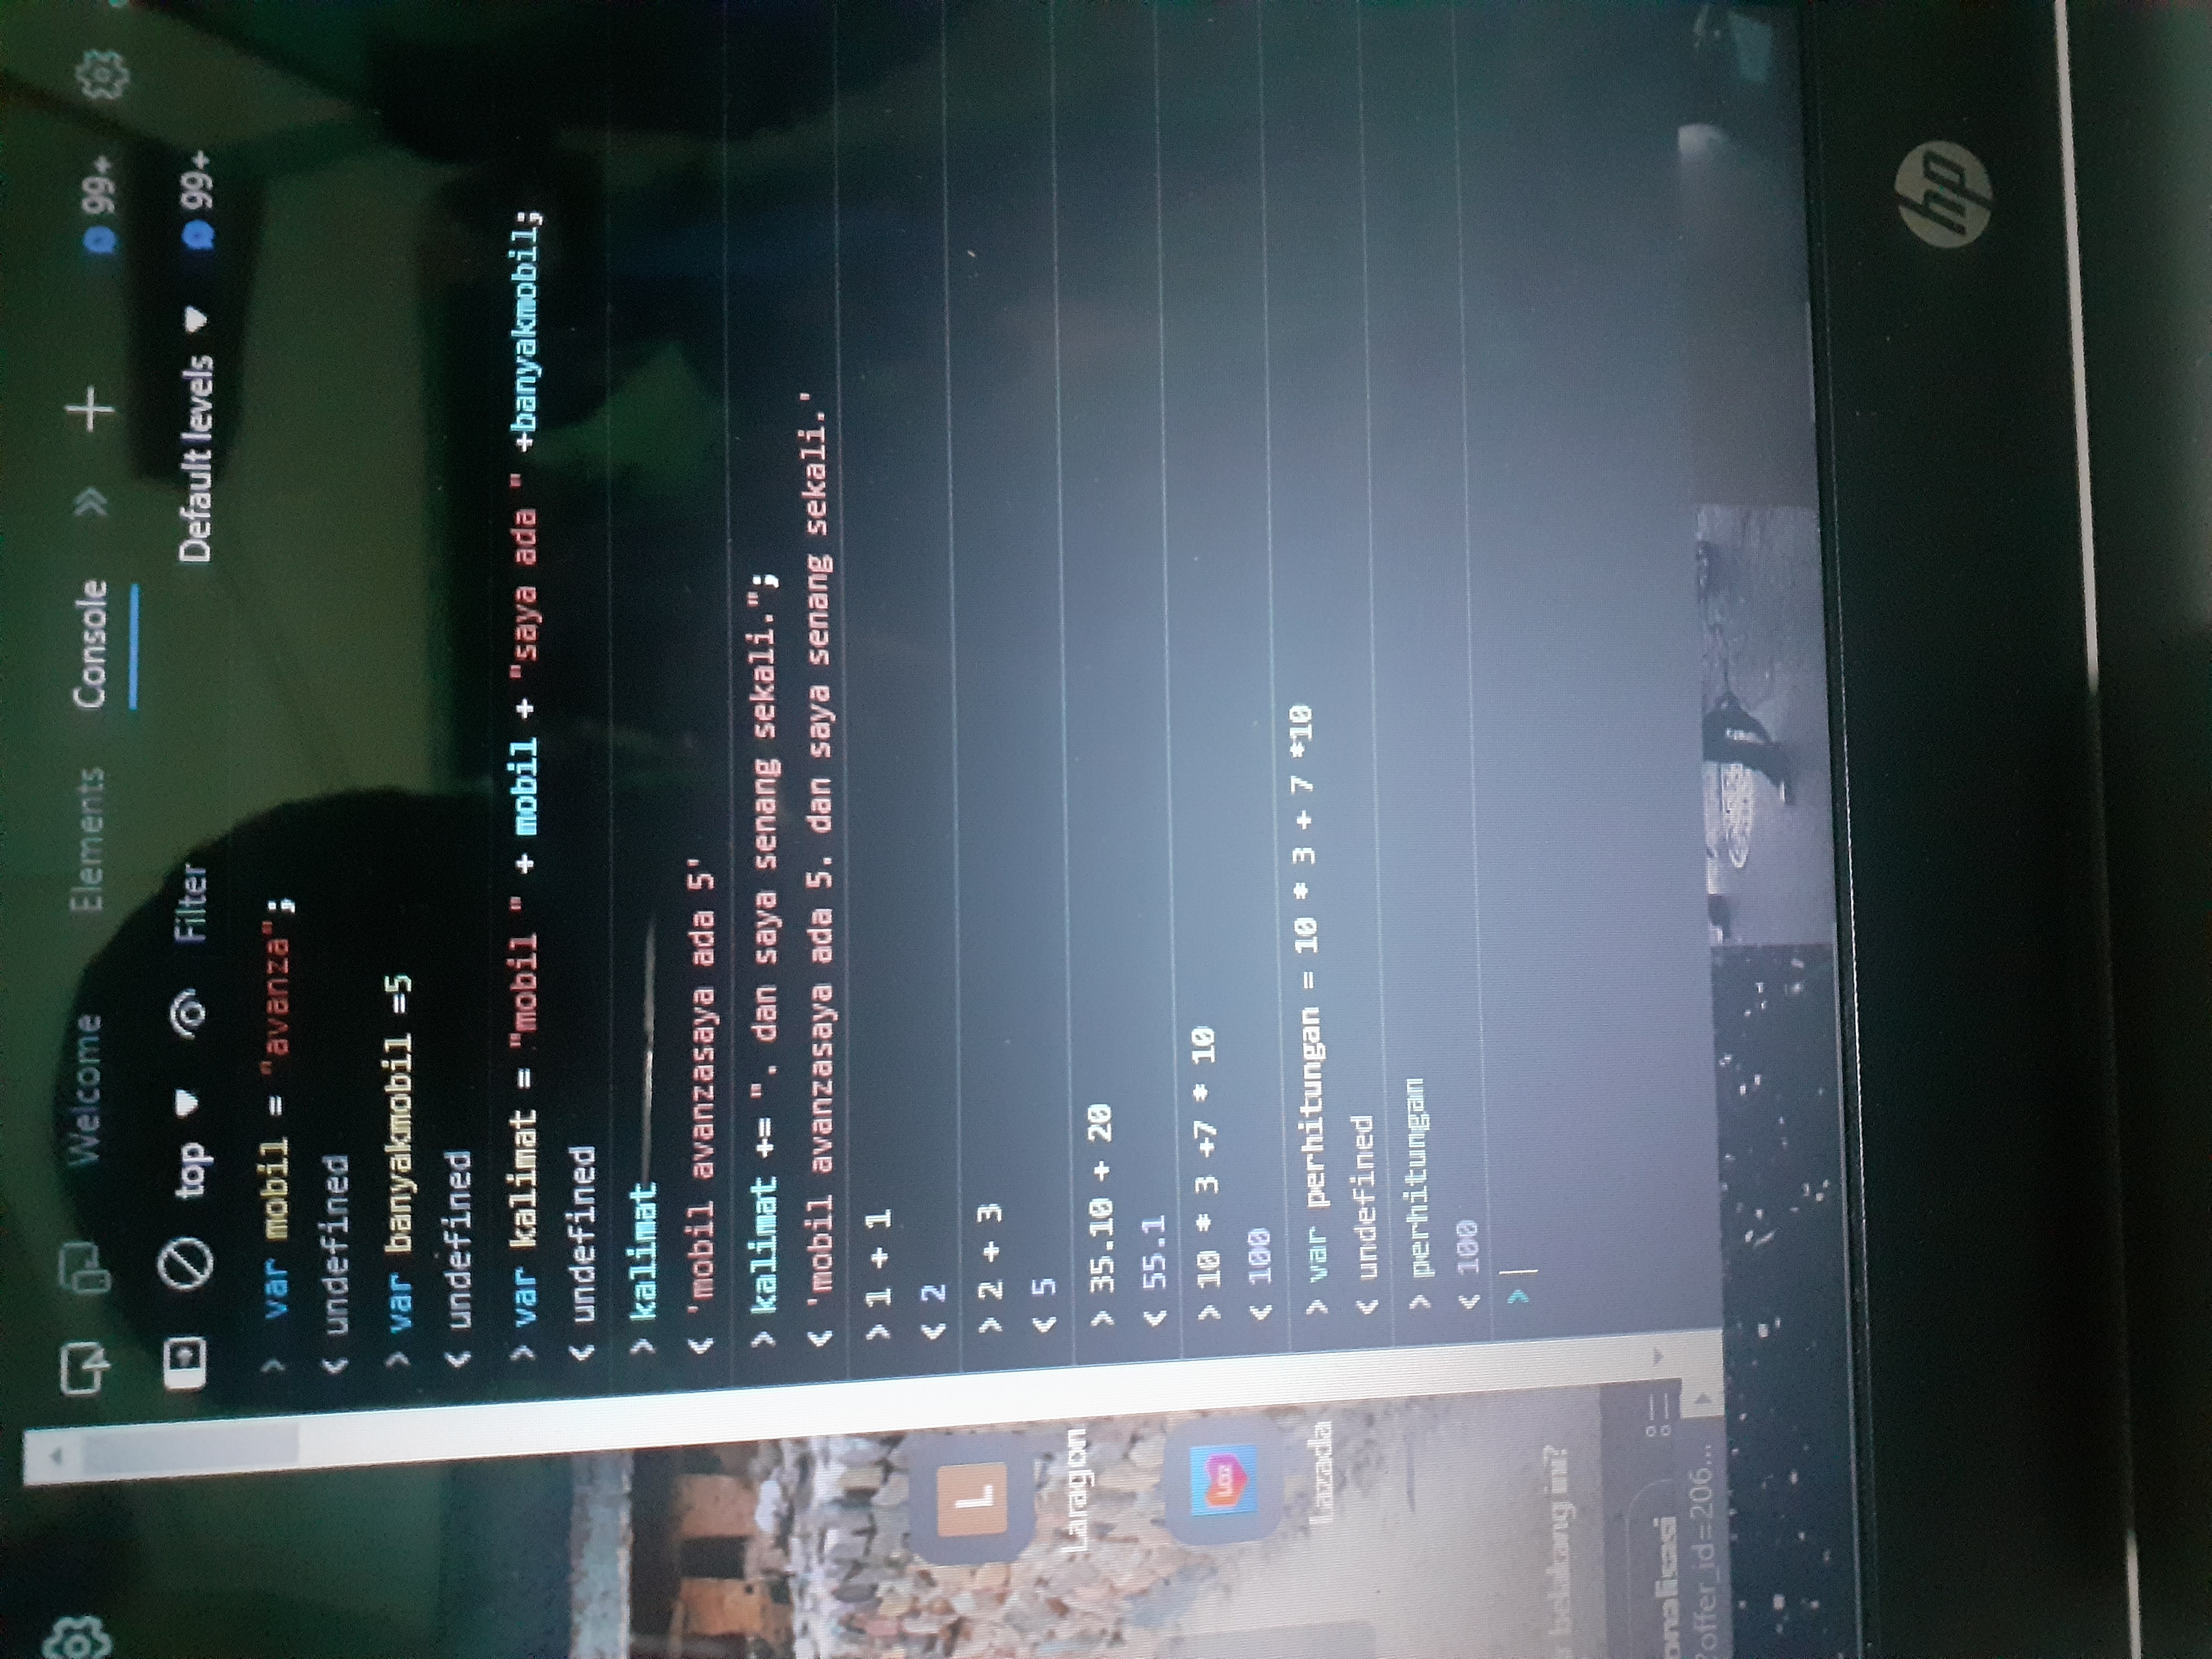 Welcome Elements Console 99+
top Filter Default levels 99+
> var mobil = "avanza";
< undefined
> var banyakmobil =5
< undefined
> var kalimat = "mobil " + mobil + "saya ada " +banyakmobil;
< undefined
> kalimat
< 'mobil avanzasaya ada 5'
> kalimat += ". dan saya senang sekali.";
< 'mobil avanzasaya ada 5. dan saya senang sekali.'
> 1 + 1
< 2
> 2 + 3
< 5
> 35.10 + 20
< 55.1
> 10 * 3 +7 * 10
< 100
> var perhitungan = 10 * 3 + 7 *10
< undefined
> perhitungan
< 100
>
L
Laragon
Lazada
belakang ini?
onalisasi
?offer_id=206...
hp